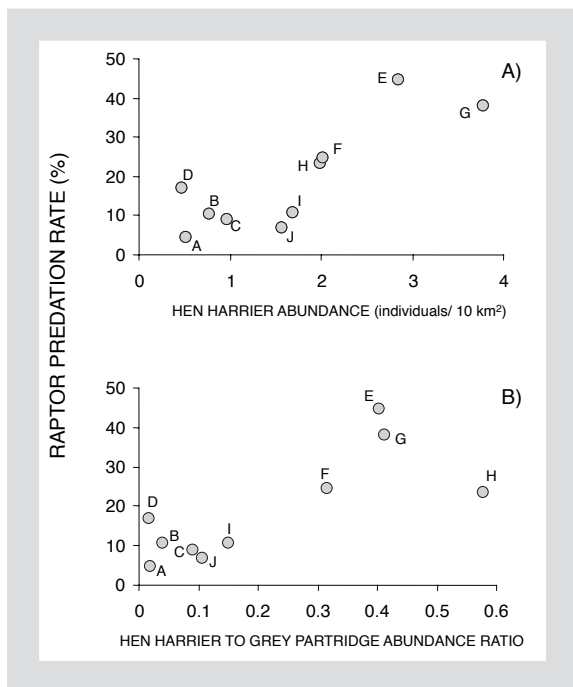 RAPTOR PREDATION RATE (%)
A)
50
40
30
20
10
0
E
G
F
H
D
B
I
C
J
A
0 1 2 3 4
HEN HARRIER ABUNDANCE (individuals/ 10 km²)
B)
50
40
30
20
10
0
E
G
F
H
D
B
I
C
J
A
0 0.1 0.2 0.3 0.4 0.5 0.6
HEN HARRIER TO GREY PARTRIDGE ABUNDANCE RATIO